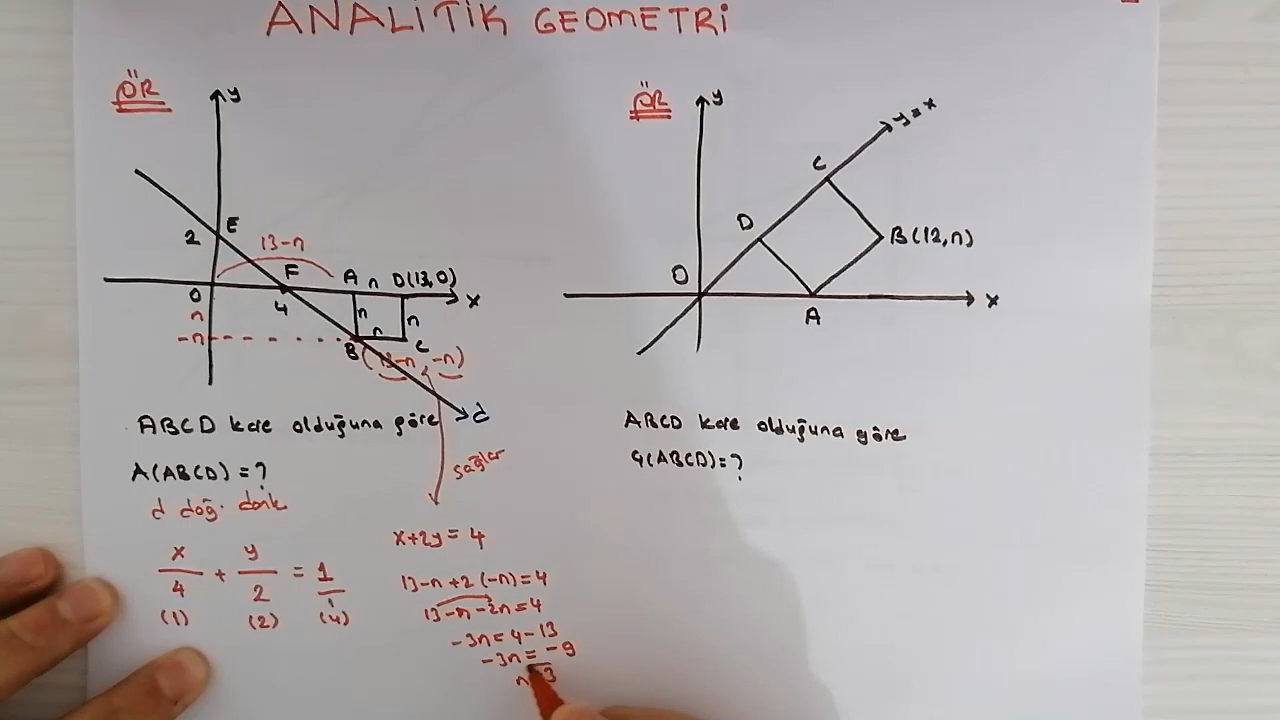 ANALİTİK GEOMETRİ
ÖR
y
E
2
13-n
F
A n D(13,0)
x
0
4
n
n
n
n
-n
B
C
(13-n, -n)
d
ABCD kare olduğuna göre
A(ABCD)=?
d doğ. denk
sağlar
x/4 + y/2 = 1
(1) (2) (4)
x+2y=4
13-n+2(-n)=4
13-n-2n=4
-3n=4-13
-3n=-9
n=3
ÖR
y
y=x
C
D
B(12,n)
O
A
x
ABCD kare olduğuna göre
Ç(ABCD)=?